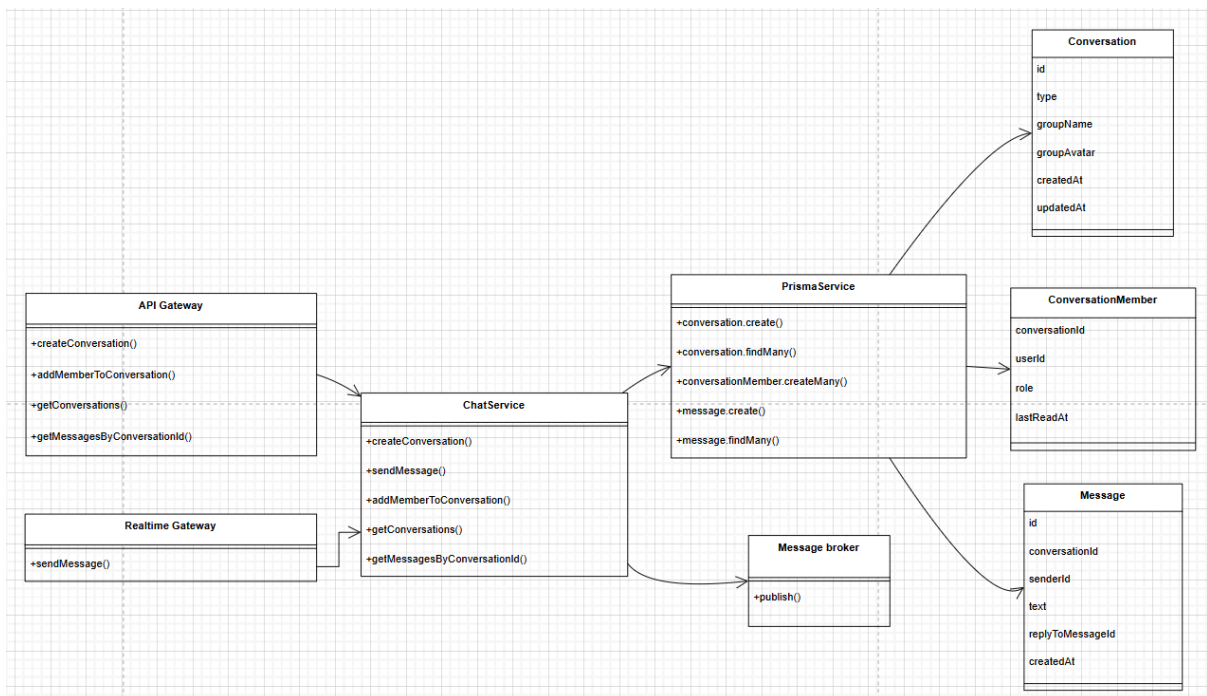 Conversation
id
type
groupName
groupAvatar
createdAt
updatedAt
API Gateway
+createConversation()
+addMemberToConversation()
+getConversations()
+getMessagesByConversationId()
Realtime Gateway
+sendMessage()
ChatService
+createConversation()
+sendMessage()
+addMemberToConversation()
+getConversations()
+getMessagesByConversationId()
PrismaService
+conversation.create()
+conversation.findMany()
+conversationMember.createMany()
+message.create()
+message.findMany()
Message broker
+publish()
ConversationMember
conversationId
userId
role
lastReadAt
Message
id
conversationId
senderId
text
replyToMessageId
createdAt